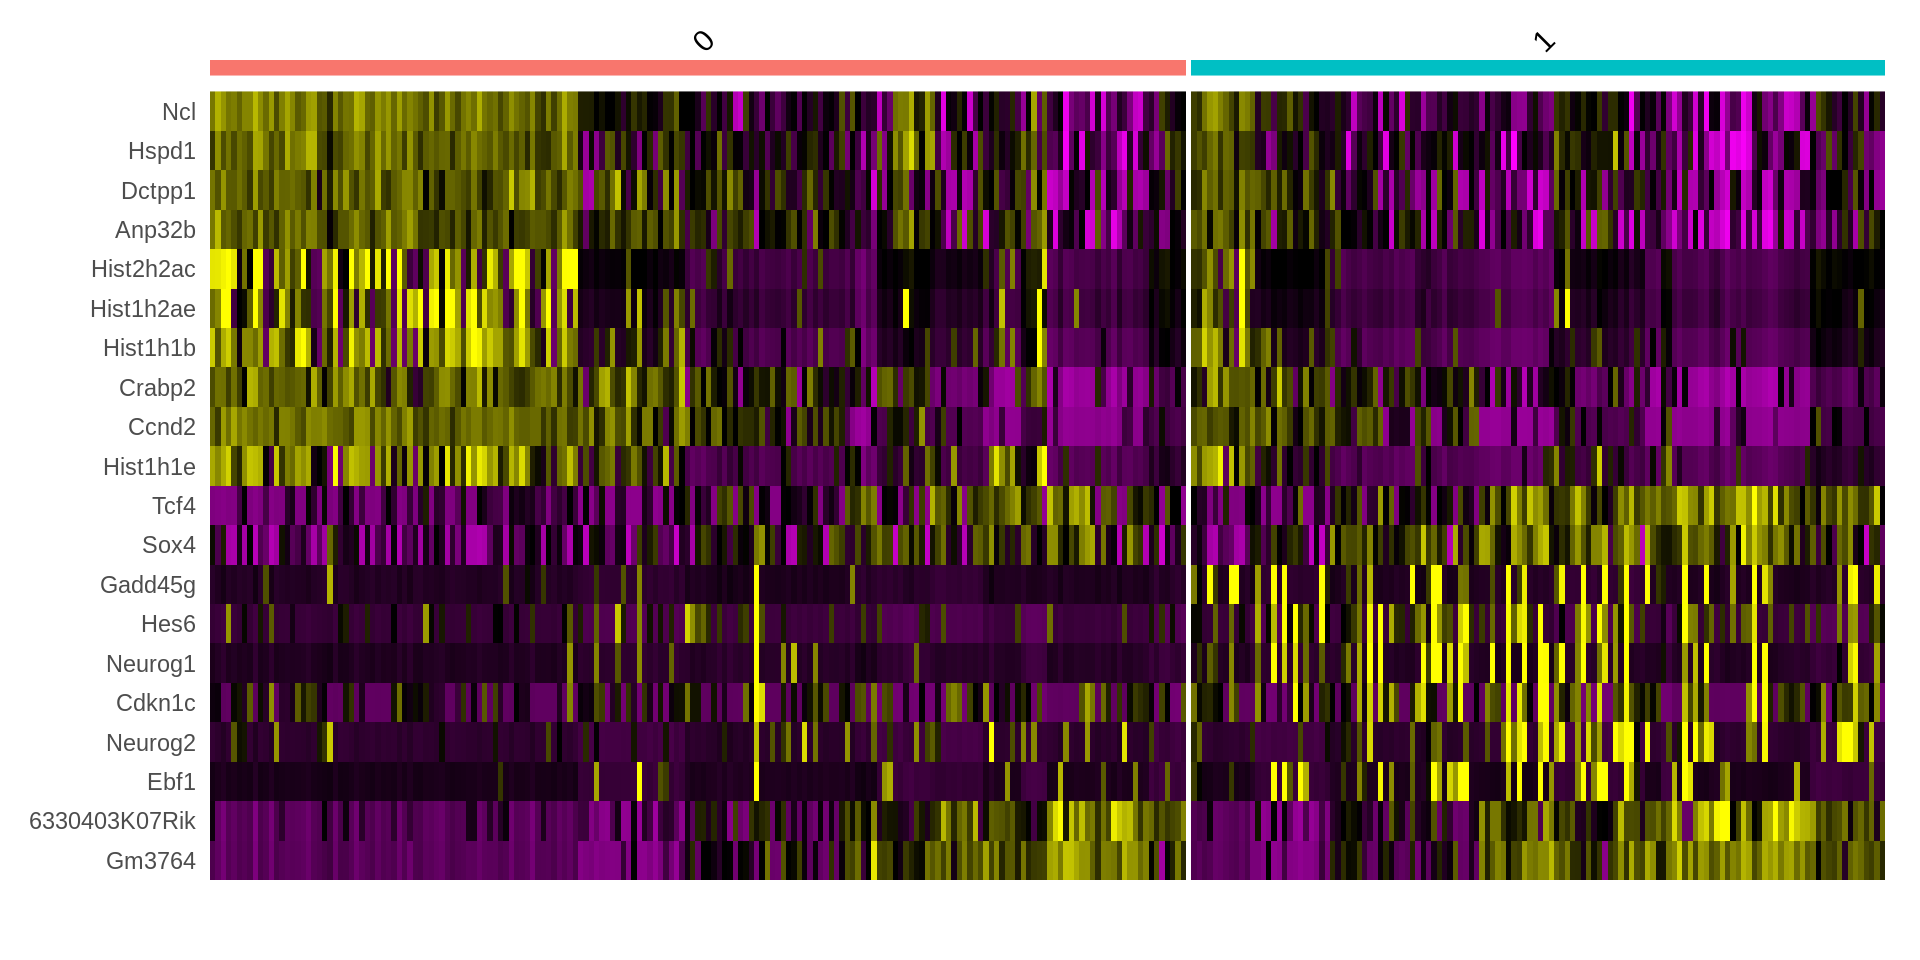 0 1
Ncl
Hspd1
Dctpp1
Anp32b
Hist2h2ac
Hist1h2ae
Hist1h1b
Crabp2
Ccnd2
Hist1h1e
Tcf4
Sox4
Gadd45g
Hes6
Neurog1
Cdkn1c
Neurog2
Ebf1
6330403K07Rik
Gm3764